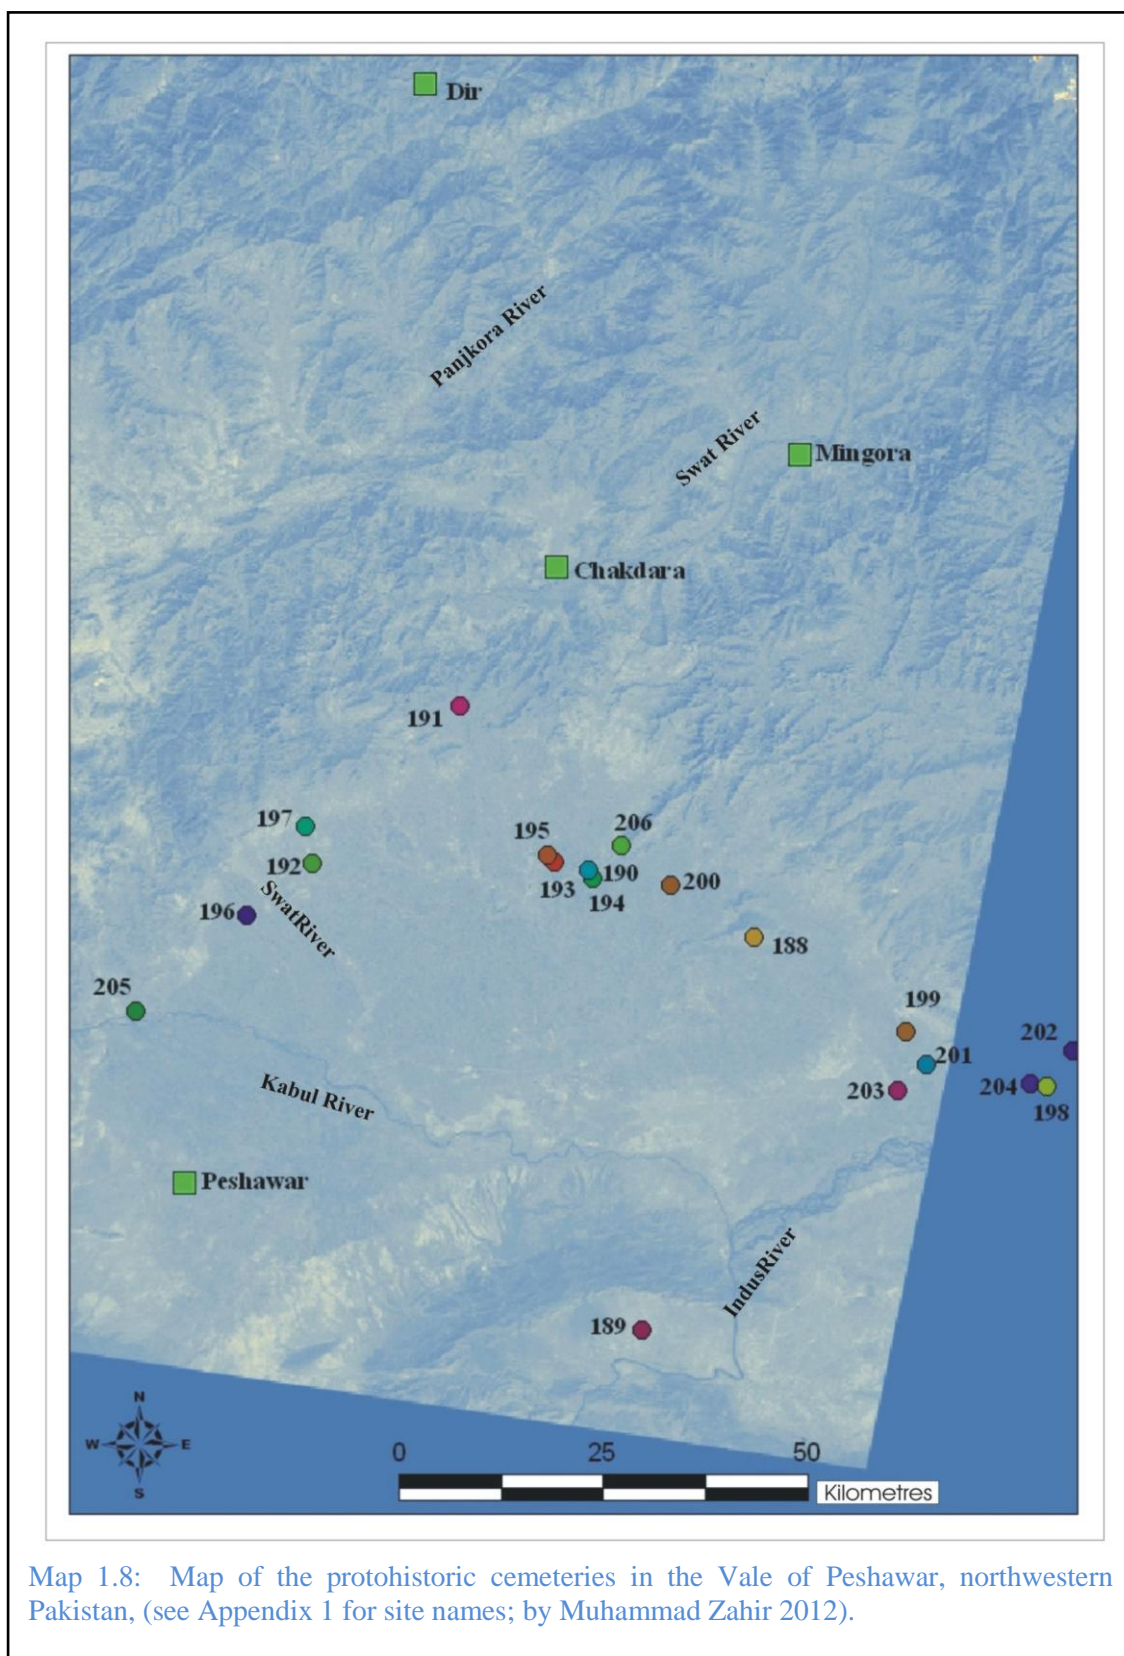 Dir
Panjkora River
Swat River
Mingora
Chakdara
191
197
195
206
192
193
190
194
200
196
SwatRiver
188
205
199
202
201
203
204
198
Kabul River
Peshawar
IndusRiver
189
N
W E
S
0 25 50
Kilometres
Map 1.8: Map of the protohistoric cemeteries in the Vale of Peshawar, northwestern
Pakistan, (see Appendix 1 for site names; by Muhammad Zahir 2012).